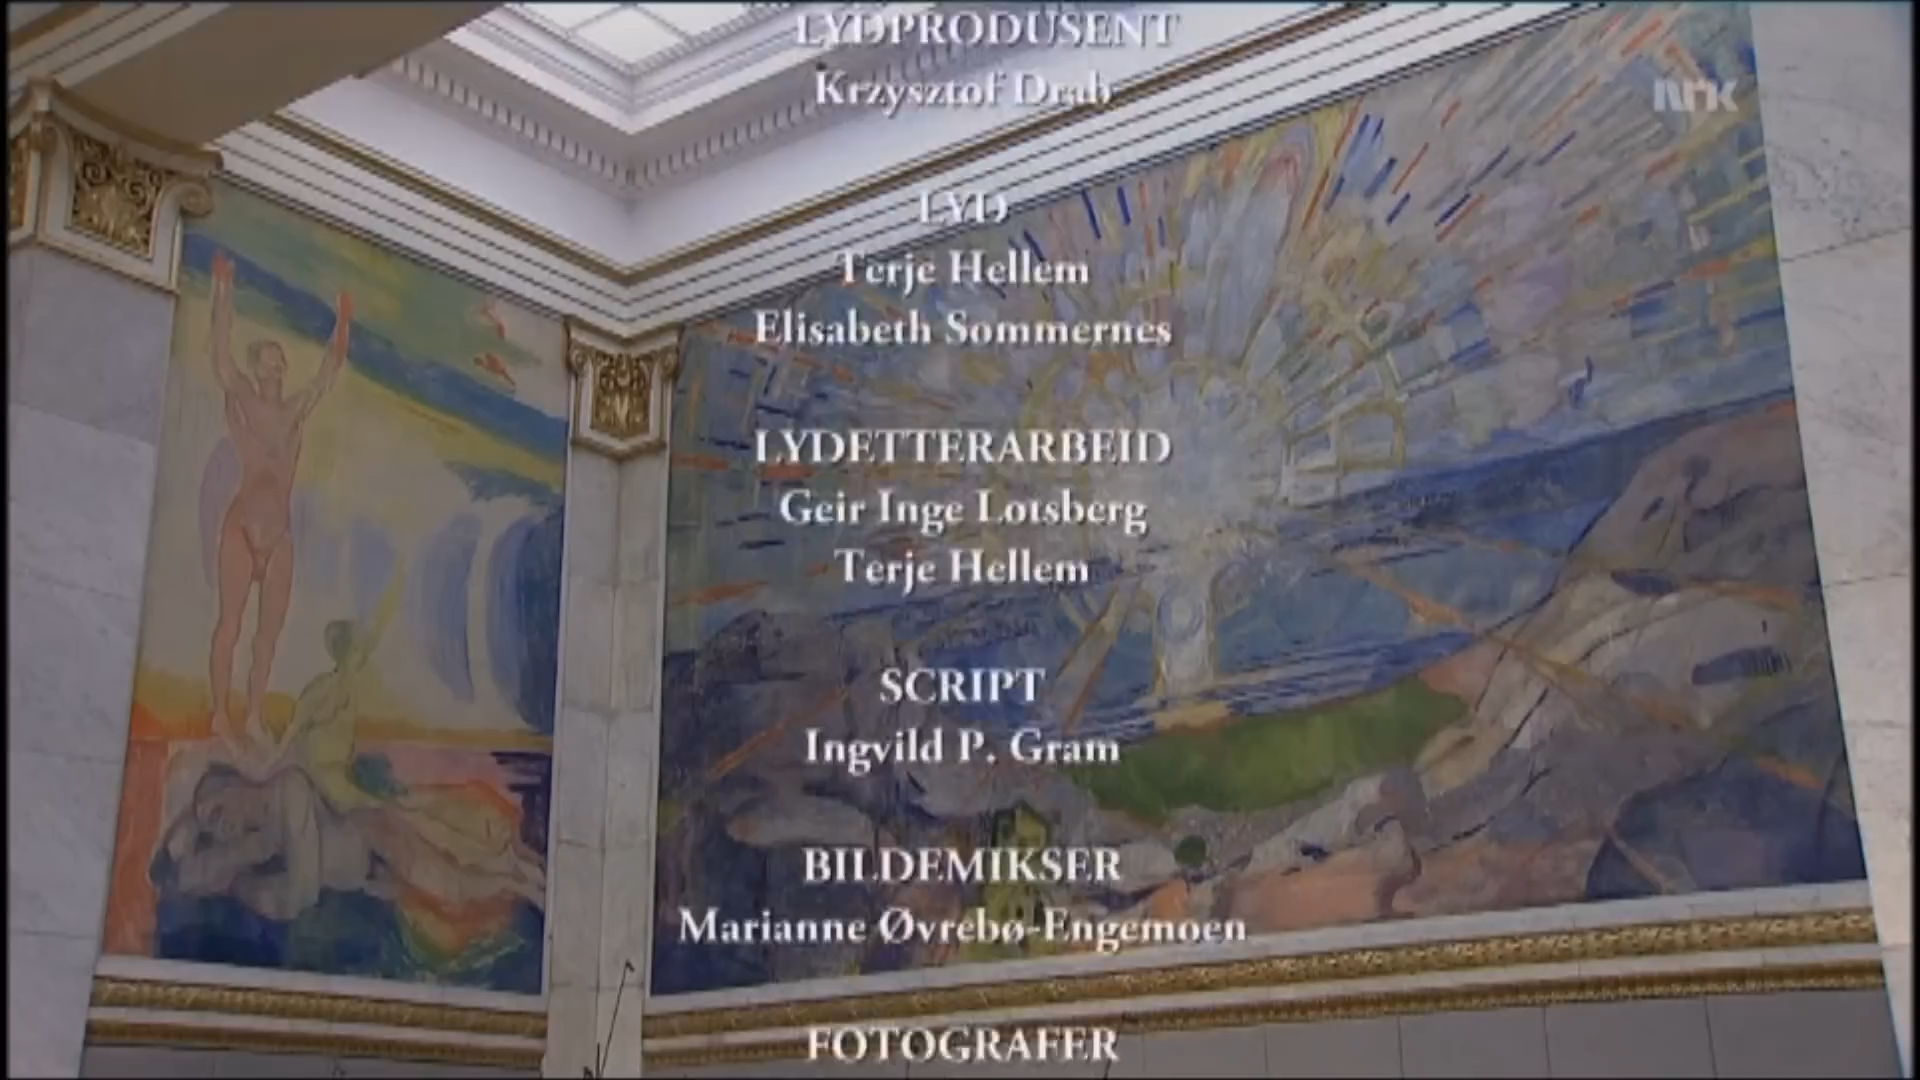 LYDPRODUSENT
Krzysztof Drab
NRK
LYD
Terje Hellem
Elisabeth Sommernes
LYDETTERARBEID
Geir Inge Lotsberg
Terje Hellem
SCRIPT
Ingvild P. Gram
BILDEMIKSER
Marianne Øvrebø-Engemoen
FOTOGRAFER